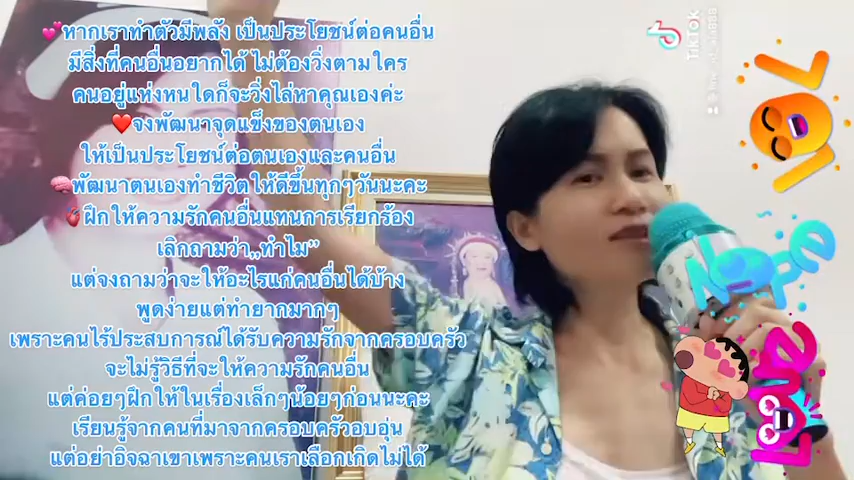 💕หากเราทำตัวมีพลัง เป็นประโยชน์ต่อคนอื่น
มีสิ่งที่คนอื่นอยากได้ ไม่ต้องวิ่งตามใคร
คนอยู่แห่งหนใดก็จะวิ่งไล่หาคุณเองค่ะ
❤️จงพัฒนาจุดแข็งของตนเอง
ให้เป็นประโยชน์ต่อตนเองและคนอื่น
🧠พัฒนาตนเองทำชีวิตให้ดีขึ้นทุกๆวันนะคะ
🫀ฝึกให้ความรักคนอื่นแทนการเรียกร้อง
เลิกถามว่า,,ทำไม”
แต่จงถามว่าจะให้อะไรแก่คนอื่นได้บ้าง
พูดง่ายแต่ทำยากมากๆ
เพราะคนไร้ประสบการณ์ได้รับความรักจากครอบครัว
จะไม่รู้วิธีที่จะให้ความรักคนอื่น
แต่ค่อยๆฝึกให้ในเรื่องเล็กๆน้อยๆก่อนนะคะ
เรียนรู้จากคนที่มาจากครอบครัวอบอุ่น
แต่อย่าอิจฉาเขาเพราะคนเราเลือกเกิดไม่ได้
TikTok
LOL
Nope
Love